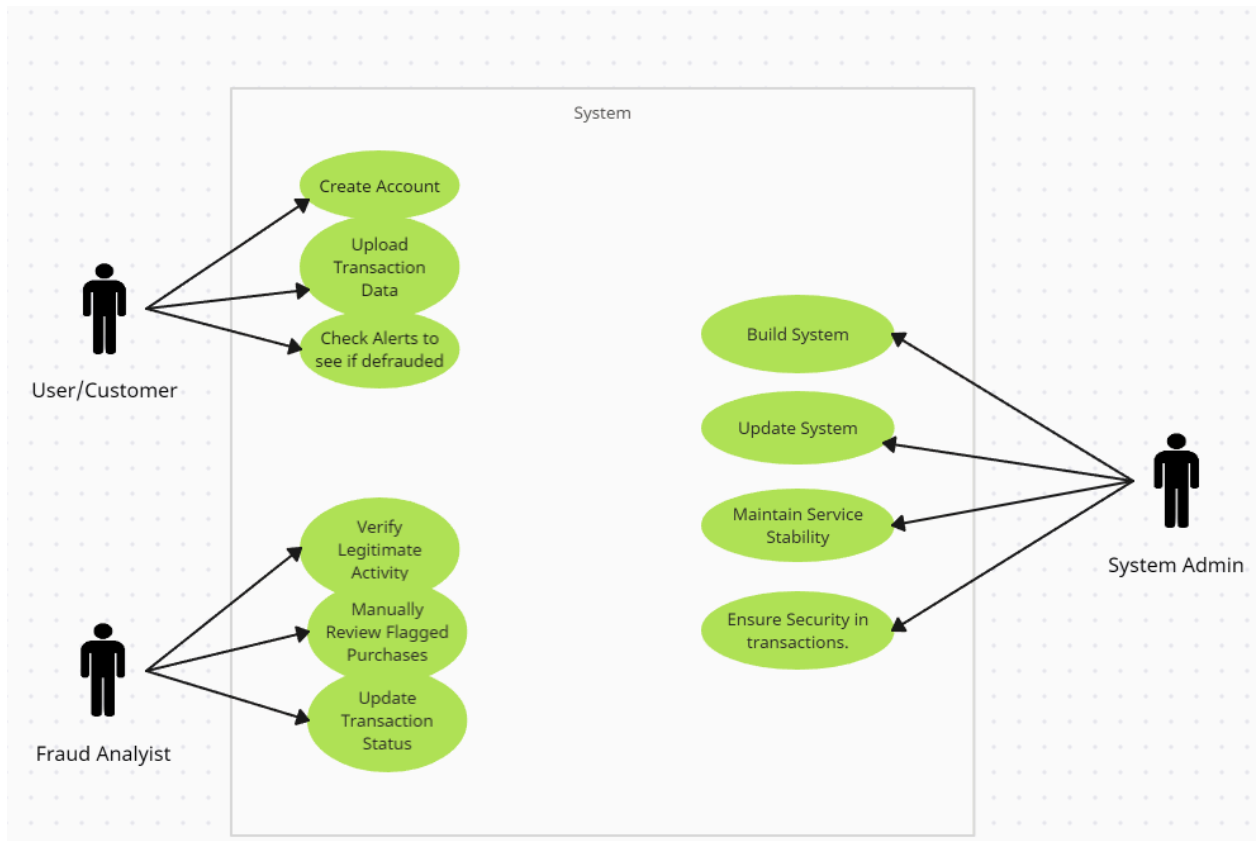 System
Create Account
Upload
Transaction
Data
Check Alerts to
see if defrauded
User/Customer
Verify
Legitimate
Activity
Manually
Review Flagged
Purchases
Update
Transaction
Status
Fraud Analyist
Build System
Update System
Maintain Service
Stability
Ensure Security in
transactions.
System Admin